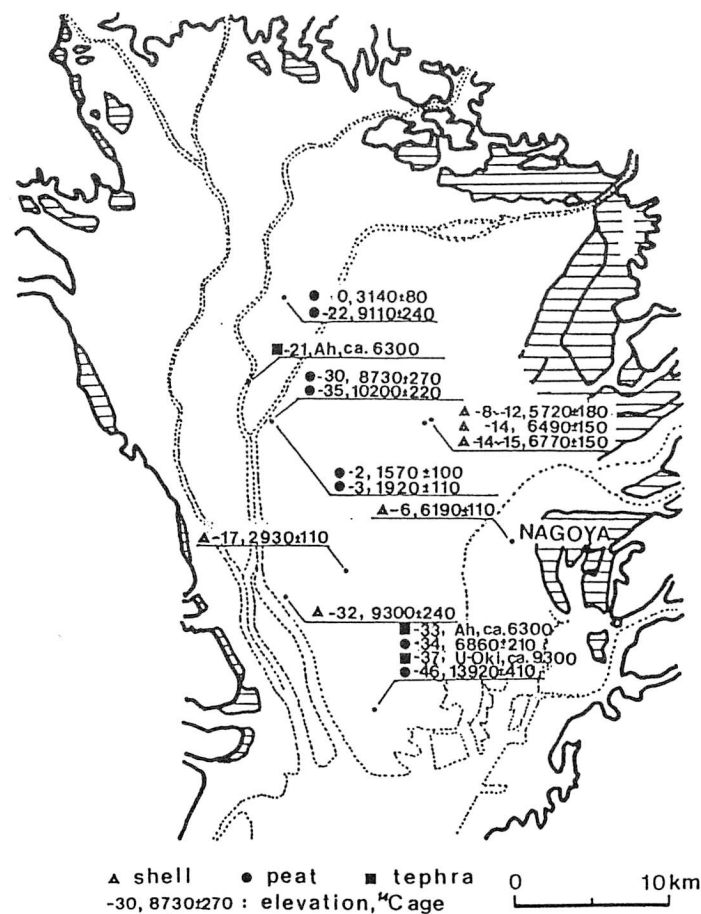 ● 0, 3140±80
● -22, 9110±240
■ -21, Ah, ca. 6300
● -30, 8730±270
● -35, 10200±220
▲ -8~-12, 5720±180
▲ -14, 6490±150
▲ -14~-15, 6770±150
● -2, 1570±100
● -3, 1920±110
▲ -6, 6190±110
NAGOYA
▲ -17, 2930±110
▲ -32, 9300±240
■ -33, Ah, ca. 6300
● -34, 6860±210
■ -37, U-Oki, ca. 9300
● -46, 13920±410
▲ shell ● peat ■ tephra
-30, 8730±270 : elevation, ¹⁴C age
0 10km